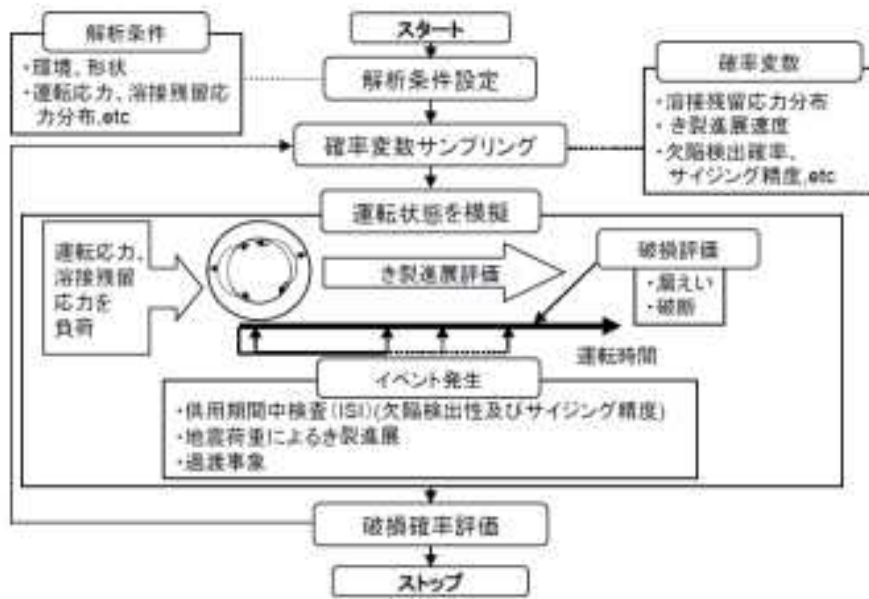 スタート
解析条件
・環境、形状
・運転応力、溶接残留応
力分布,etc
解析条件設定
確率変数
・溶接残留応力分布
・き裂進展速度
・欠陥検出確率、
サイジング精度,etc
確率変数サンプリング
運転状態を模擬
運転応力、
溶接残留
応力を
負荷
き裂進展評価
破損評価
・漏えい
・破断
運転時間
イベント発生
・供用期間中検査(ISI)(欠陥検出性及びサイジング精度)
・地震荷重によるき裂進展
・過渡事象
破損確率評価
ストップ